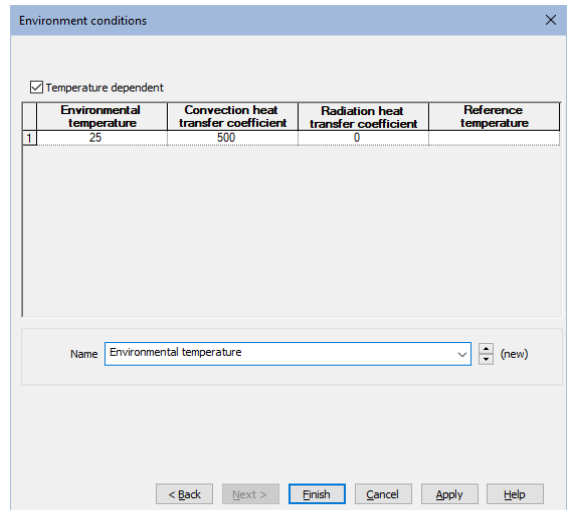 Environment conditions
Temperature dependent
Environmental temperature Convection heat transfer coefficient Radiation heat transfer coefficient Reference temperature
1 25 500 0
Name Environmental temperature (new)
< Back Next > Finish Cancel Apply Help